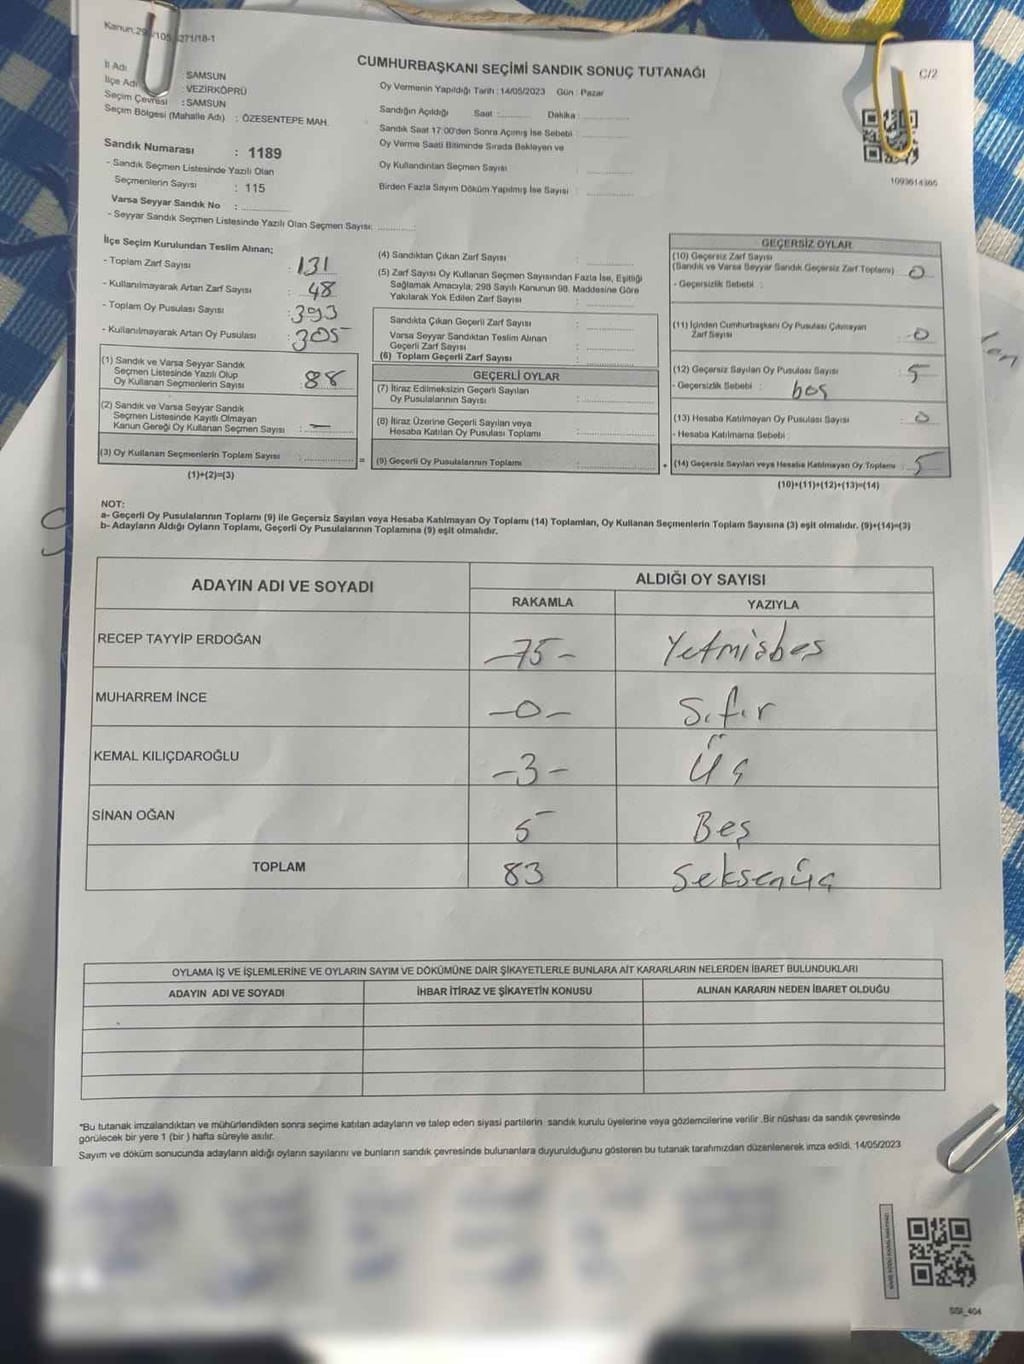 C/2
CUMHURBAŞKANI SEÇİMİ SANDIK SONUÇ TUTANAĞI
İl Adı : SAMSUN
İlçe Adı : VEZİRKÖPRÜ
Seçim Çevresi : SAMSUN
Seçim Bölgesi (Mahalle Adı) : ÖZESENTEPE MAH.
Sandık Numarası : 1189
- Sandık Seçmen Listesinde Yazılı Olan
Seçmenlerin Sayısı : 115
Varsa Seyyar Sandık No :
- Seyyar Sandık Seçmen Listesinde Yazılı Olan Seçmen Sayısı:
Oy Vermenin Yapıldığı Tarih : 14/05/2023 Gün : Pazar
Sandığın Açıldığı Saat : Dakika :
Sandık Saat 17:00'den Sonra Açılmış İse Sebebi :
Oy Verme Saati Bitiminde Sırada Bekleyen ve
Oy Kullandırılan Seçmen Sayısı :
Birden Fazla Sayım Döküm Yapılmış İse Sayısı :
İlçe Seçim Kurulundan Teslim Alınan;
- Toplam Zarf Sayısı : 131
- Kullanılmayarak Artan Zarf Sayısı : 48
- Toplam Oy Pusulası Sayısı : 393
- Kullanılmayarak Artan Oy Pusulası : 305
(1) Sandık ve Varsa Seyyar Sandık
Seçmen Listesinde Yazılı Olup
Oy Kullanan Seçmenlerin Sayısı : 88
(2) Sandık ve Varsa Seyyar Sandık
Seçmen Listesinde Kayıtlı Olmayan
Kanun Gereği Oy Kullanan Seçmen Sayısı : —
(3) Oy Kullanan Seçmenlerin Toplam Sayısı :
(1)+(2)=(3)
(4) Sandıktan Çıkan Zarf Sayısı :
(5) Zarf Sayısı Oy Kullanan Seçmen Sayısından Fazla İse, Eşitliği
Sağlamak Amacıyla; 298 Sayılı Kanunun 98. Maddesine Göre
Yakılarak Yok Edilen Zarf Sayısı :
Sandıkta Çıkan Geçerli Zarf Sayısı :
Varsa Seyyar Sandıktan Teslim Alınan
Geçerli Zarf Sayısı :
(6) Toplam Geçerli Zarf Sayısı :
GEÇERLİ OYLAR
(7) İtiraz Edilmeksizin Geçerli Sayılan
Oy Pusulalarının Sayısı :
(8) İtiraz Üzerine Geçerli Sayılan veya
Hesaba Katılan Oy Pusulası Toplamı :
= (9) Geçerli Oy Pusulalarının Toplamı :
GEÇERSİZ OYLAR
(10) Geçersiz Zarf Sayısı
(Sandık ve Varsa Seyyar Sandık Geçersiz Zarf Toplamı) : 0
- Geçersizlik Sebebi :
(11) İçinden Cumhurbaşkanı Oy Pusulası Çıkmayan
Zarf Sayısı : 0
(12) Geçersiz Sayılan Oy Pusulası Sayısı : 5
- Geçersizlik Sebebi : boş
(13) Hesaba Katılmayan Oy Pusulası Sayısı : 0
- Hesaba Katılmama Sebebi :
+ (14) Geçersiz Sayılan veya Hesaba Katılmayan Oy Toplamı : 5
(10)+(11)+(12)+(13)=(14)
NOT:
a- Geçerli Oy Pusulalarının Toplamı (9) ile Geçersiz Sayılan veya Hesaba Katılmayan Oy Toplamı (14) Toplamları, Oy Kullanan Seçmenlerin Toplam Sayısına (3) eşit olmalıdır. (9)+(14)=(3)
b- Adayların Aldığı Oyların Toplamı, Geçerli Oy Pusulalarının Toplamına (9) eşit olmalıdır.
ADAYIN ADI VE SOYADI ALDIĞI OY SAYISI
RAKAMLA YAZIYLA
RECEP TAYYİP ERDOĞAN -75- Yetmişbeş
MUHARREM İNCE -0- Sıfır
KEMAL KILIÇDAROĞLU -3- Üç
SİNAN OĞAN 5 Beş
TOPLAM 83 Seksenüç
OYLAMA İŞ VE İŞLEMLERİNE VE OYLARIN SAYIM VE DÖKÜMÜNE DAİR ŞİKAYETLERLE BUNLARA AİT KARARLARIN NELERDEN İBARET BULUNDUKLARI
ADAYIN ADI VE SOYADI İHBAR İTİRAZ VE ŞİKAYETİN KONUSU ALINAN KARARIN NEDEN İBARET OLDUĞU
"Bu tutanak imzalandıktan ve mühürlendikten sonra seçime katılan adayların ve talep eden siyasi partilerin sandık kurulu üyelerine veya gözlemcilerine verilir .Bir nüshası da sandık çevresinde
görülecek bir yere 1 (bir ) hafta süreyle asılır.
Sayım ve döküm sonucunda adayların aldığı oyların sayılarını ve bunların sandık çevresinde bulunanlara duyurulduğunu gösteren bu tutanak tarafımızdan düzenlenerek imza edildi. 14/05/2023
SSI_404